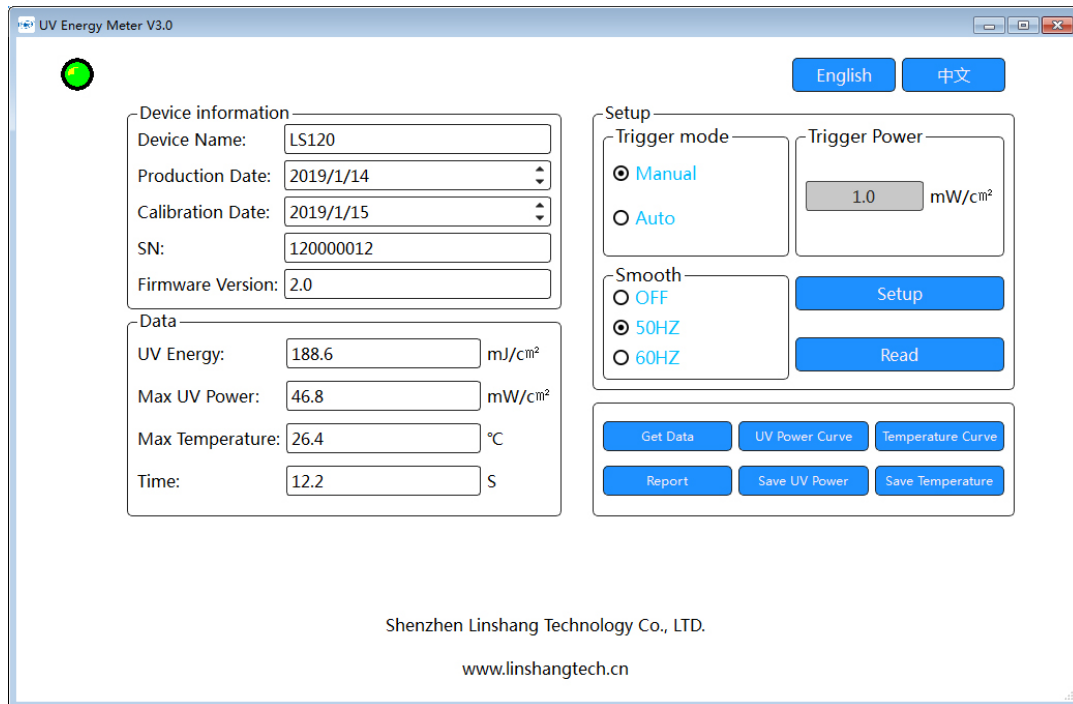 UV Energy Meter V3.0
English 中文
Device information
Device Name: LS120
Production Date: 2019/1/14
Calibration Date: 2019/1/15
SN: 120000012
Firmware Version: 2.0
Data
UV Energy: 188.6 mJ/cm²
Max UV Power: 46.8 mW/cm²
Max Temperature: 26.4 ℃
Time: 12.2 S
Setup
Trigger mode
Manual
Auto
Trigger Power
1.0 mW/cm²
Smooth
OFF
50HZ
60HZ
Setup
Read
Get Data UV Power Curve Temperature Curve
Report Save UV Power Save Temperature
Shenzhen Linshang Technology Co., LTD.
www.linshangtech.cn